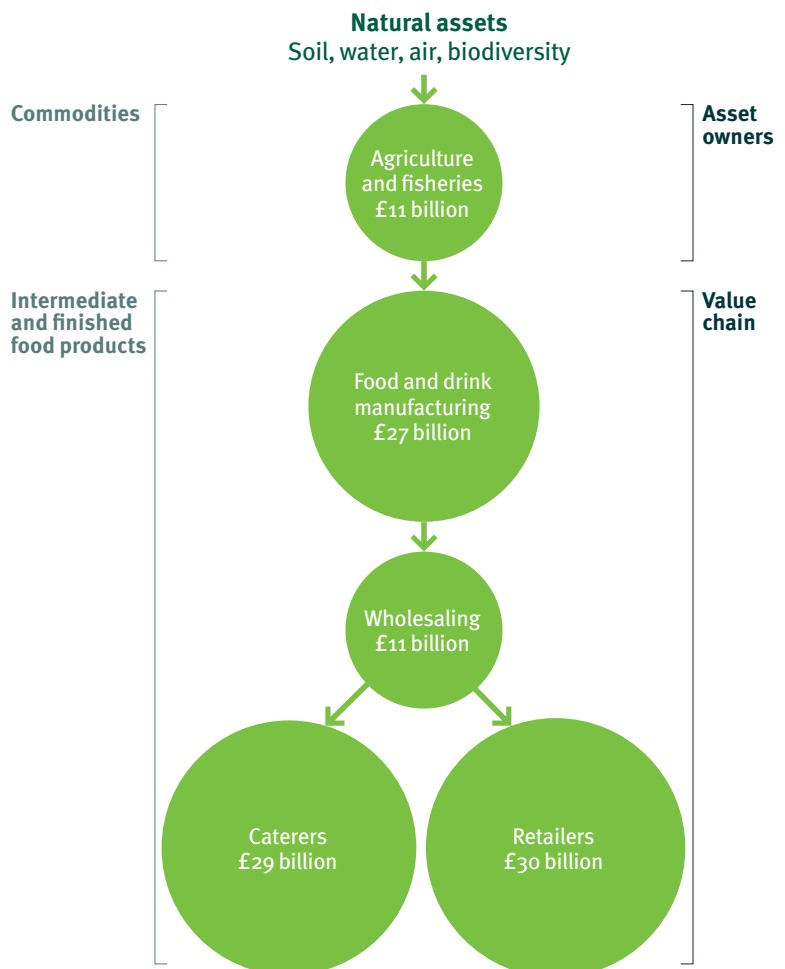 Natural assets
Soil, water, air, biodiversity
Commodities
Asset
owners
Agriculture
and fisheries
£11 billion
Intermediate
and finished
food products
Value
chain
Food and drink
manufacturing
£27 billion
Wholesaling
£11 billion
Caterers
£29 billion
Retailers
£30 billion